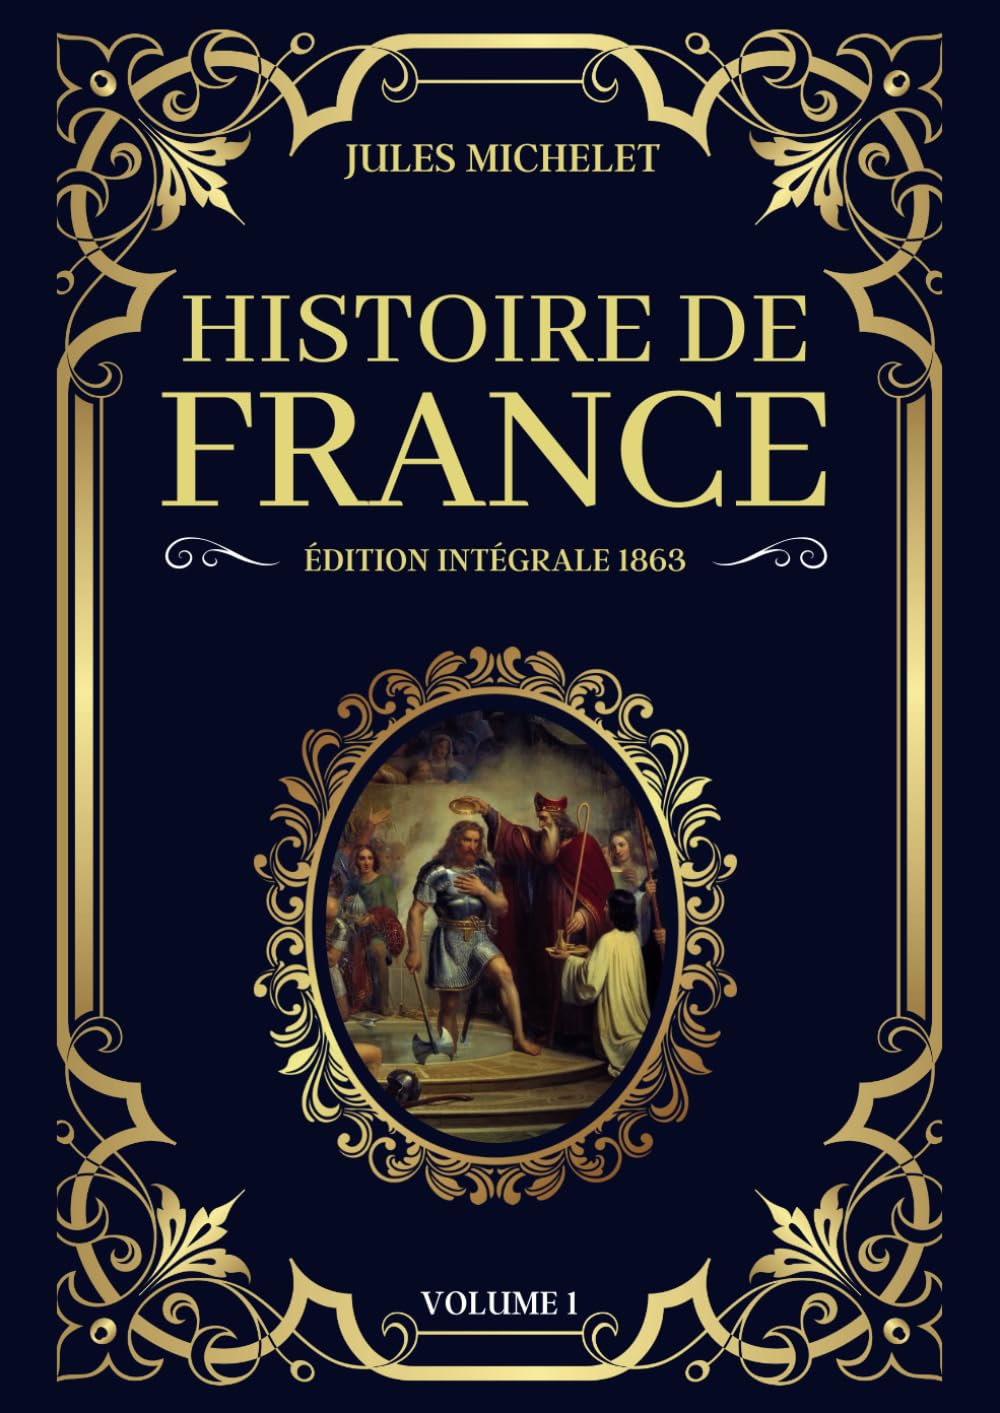 JULES MICHELET
HISTOIRE DE
FRANCE
ÉDITION INTÉGRALE 1863
VOLUME 1